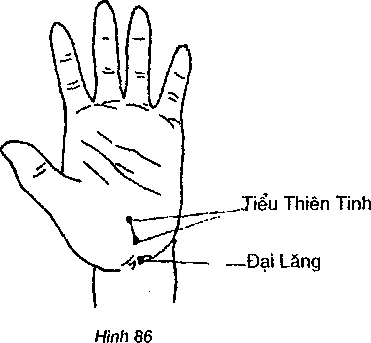 Tiểu Thiên Tinh
Đại Lăng
Hình 86